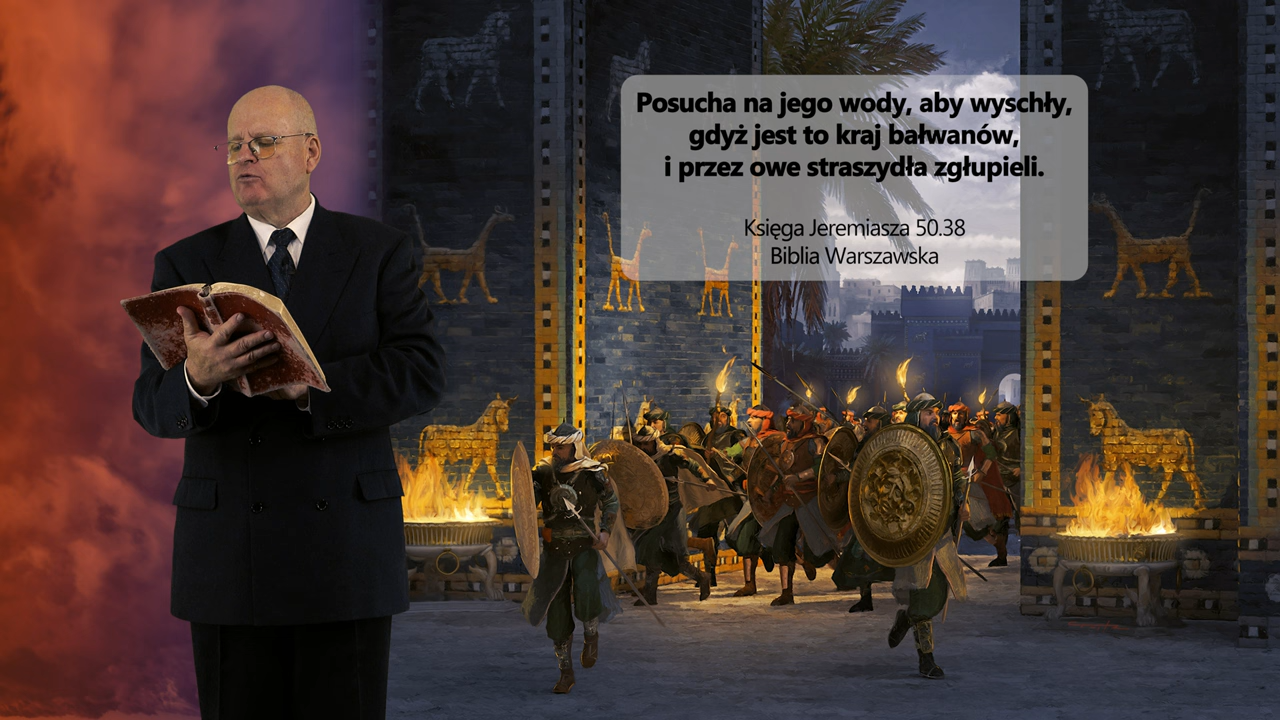 Posucha na jego wody, aby wyschły,
gdyż jest to kraj bałwanów,
i przez owe straszydła zgłupieli.
Księga Jeremiasza 50.38
Biblia Warszawska